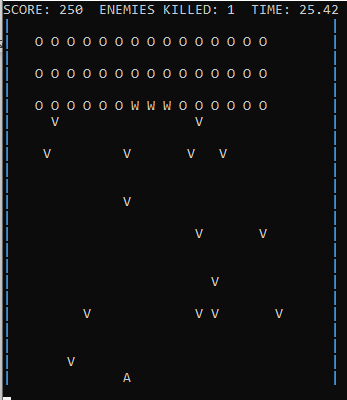 SCORE: 250  ENEMIES KILLED: 1  TIME: 25.42
O O O O O O O O O O O O O O O
O O O O O O O O O O O O O O O
O O O O O O W W W O O O O O O
V V
V V V V
V
V V
V
V V V V
V
A